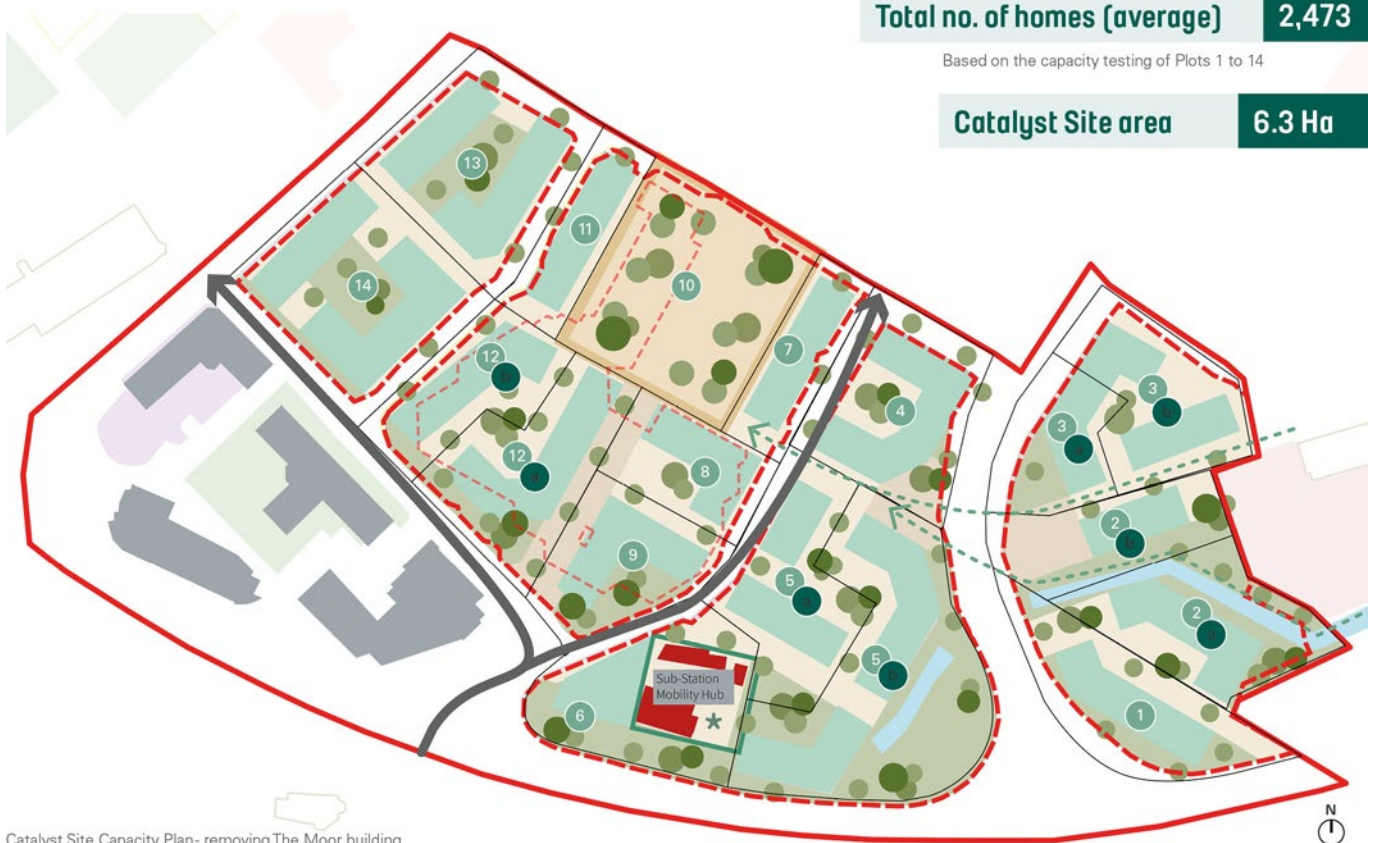 Total no. of homes (average) 2,473
Based on the capacity testing of Plots 1 to 14
Catalyst Site area 6.3 Ha
13
11
14
10
7
12
b
4
3
b
3
a
12
a
8
2
b
9
5
a
2
a
5
b
Sub-Station
Mobility Hub
*
6
1
N
Catalyst Site Capacity Plan- removing The Moor building